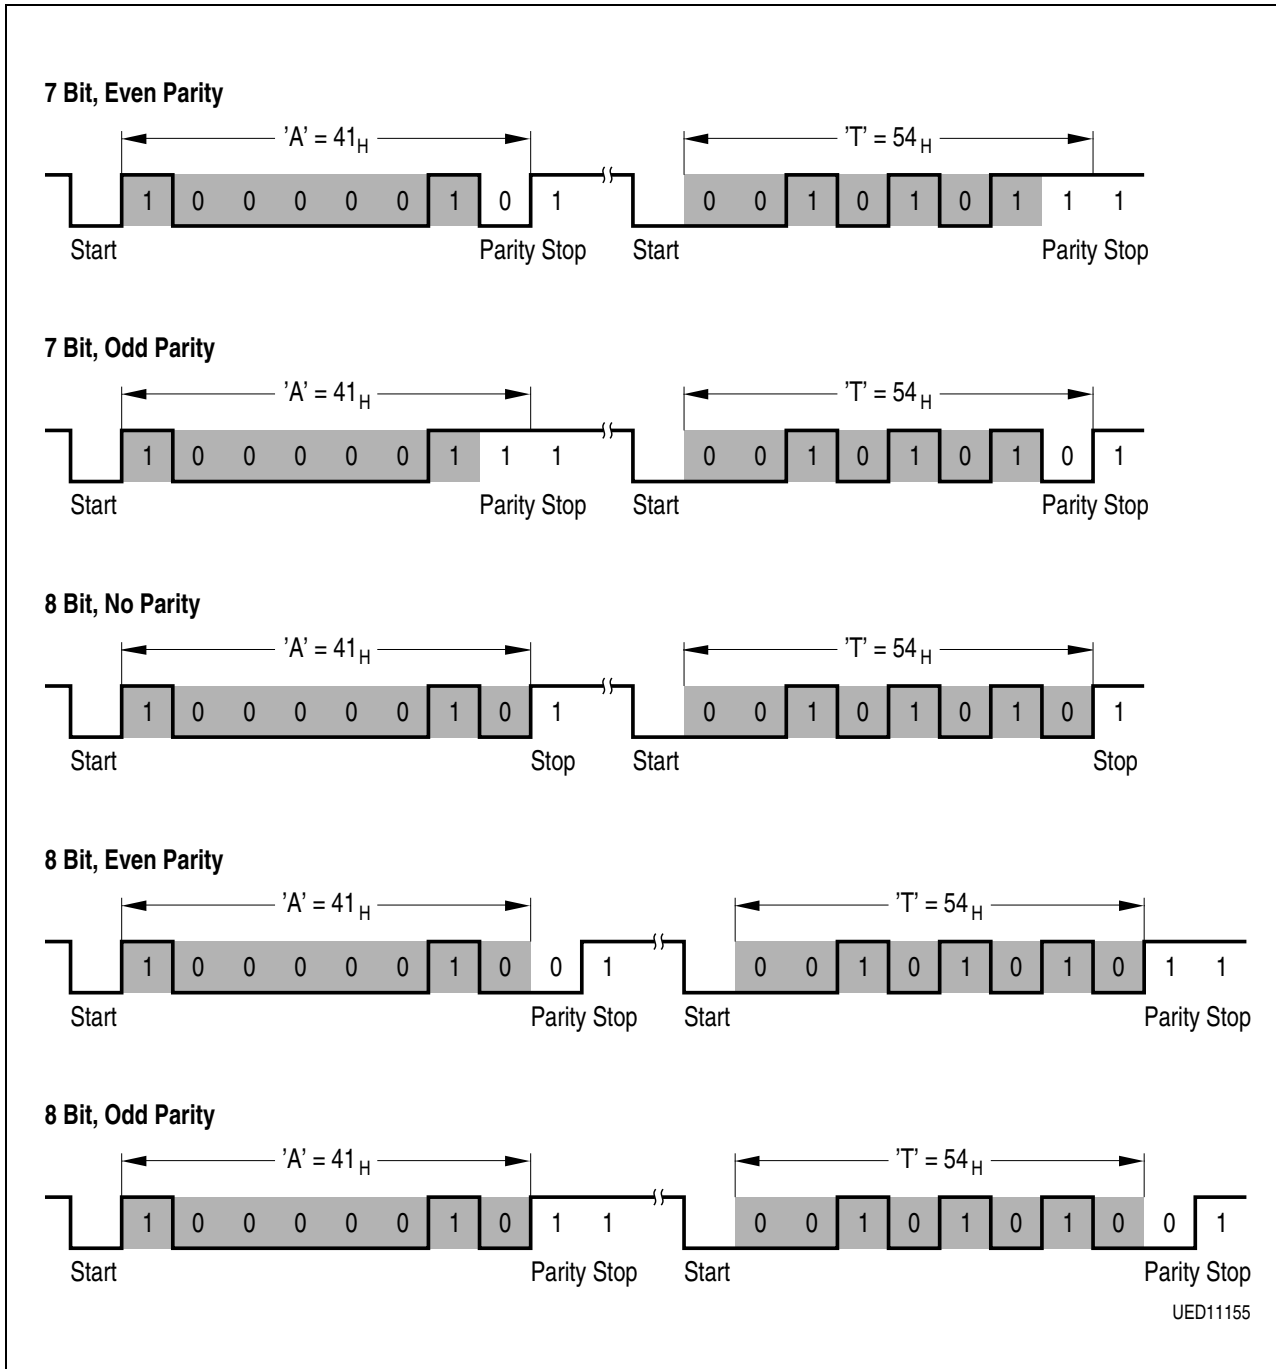 7 Bit, Even Parity
’A’ = 41H ’T’ = 54H
1 0 0 0 0 0 1 0 1 0 0 1 0 1 0 1 1 1
Start Parity Stop Start Parity Stop
7 Bit, Odd Parity
’A’ = 41H ’T’ = 54H
1 0 0 0 0 0 1 1 1 0 0 1 0 1 0 1 0 1
Start Parity Stop Start Parity Stop
8 Bit, No Parity
’A’ = 41H ’T’ = 54H
1 0 0 0 0 0 1 0 1 0 0 1 0 1 0 1 0 1
Start Stop Start Stop
8 Bit, Even Parity
’A’ = 41H ’T’ = 54H
1 0 0 0 0 0 1 0 0 1 0 0 1 0 1 0 1 0 1 1
Start Parity Stop Start Parity Stop
8 Bit, Odd Parity
’A’ = 41H ’T’ = 54H
1 0 0 0 0 0 1 0 1 1 0 0 1 0 1 0 1 0 0 1
Start Parity Stop Start Parity Stop
UED11155